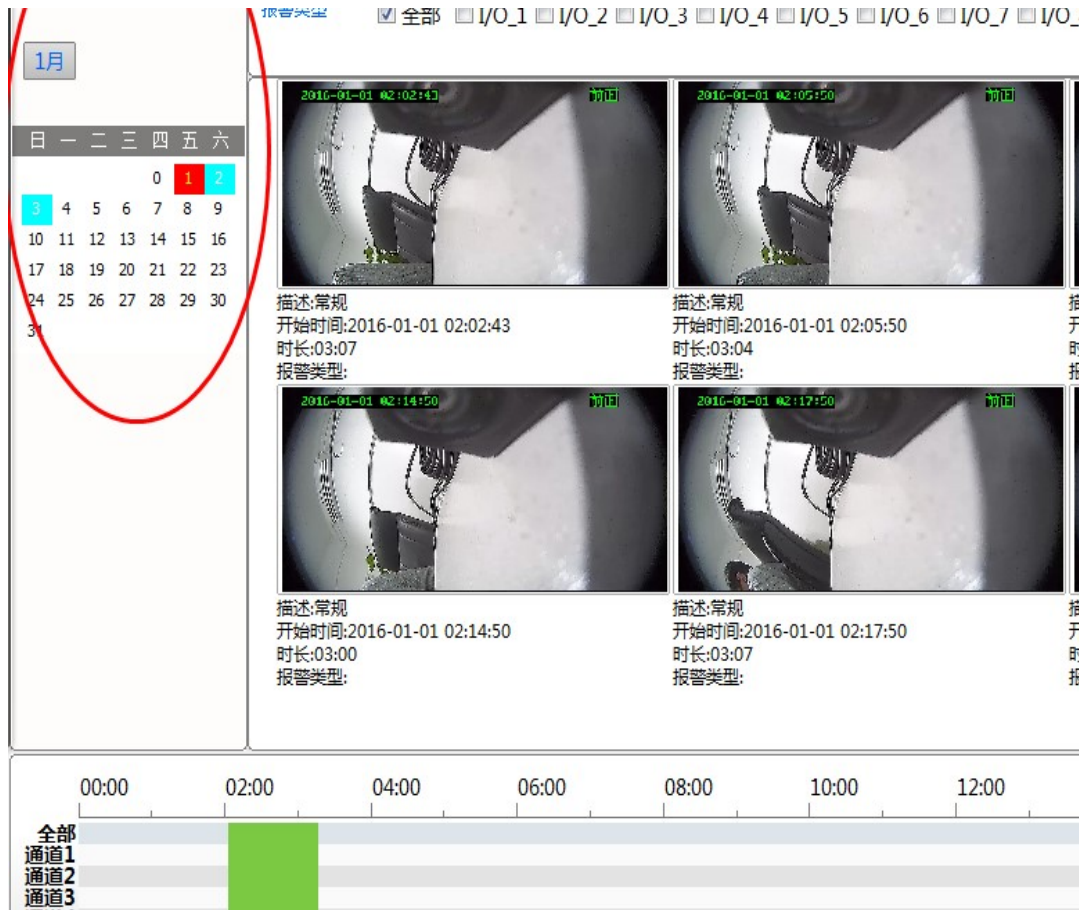 报警类型 全部 I/O_1 I/O_2 I/O_3 I/O_4 I/O_5 I/O_6 I/O_7 I/O_
1月
日 一 二 三 四 五 六
0 1 2
3 4 5 6 7 8 9
10 11 12 13 14 15 16
17 18 19 20 21 22 23
24 25 26 27 28 29 30
31
2016-01-01 02:02:43 前面
2016-01-01 02:05:50 前面
描述:常规
开始时间:2016-01-01 02:02:43
时长:03:07
报警类型:
描述:常规
开始时间:2016-01-01 02:05:50
时长:03:04
报警类型:
2016-01-01 02:14:50 前面
2016-01-01 02:17:50 前面
描述:常规
开始时间:2016-01-01 02:14:50
时长:03:00
报警类型:
描述:常规
开始时间:2016-01-01 02:17:50
时长:03:07
报警类型:
00:00 02:00 04:00 06:00 08:00 10:00 12:00
全部
通道1
通道2
通道3